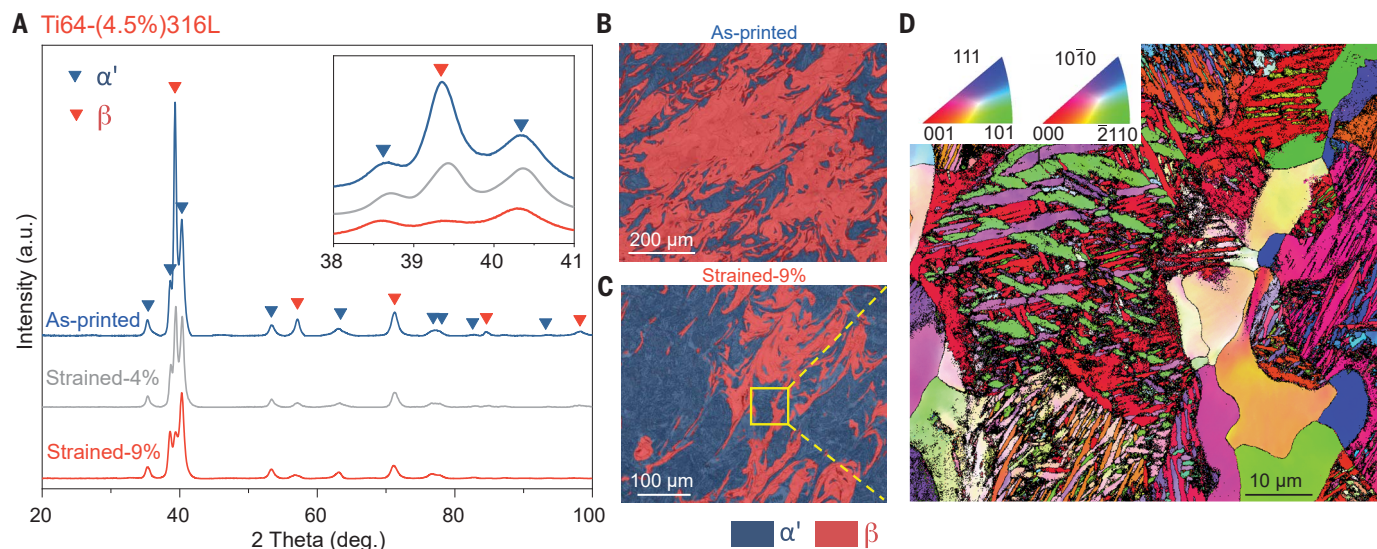 A Ti64-(4.5%)316L
α'
β
As-printed
Strained-4%
Strained-9%
38 39 40 41
20 40 60 80 100
2 Theta (deg.)
Intensity (a.u.)
B As-printed
200 µm
C Strained-9%
100 µm
α' β
D
111 101̅0
001 101 000 2̅110
10 µm